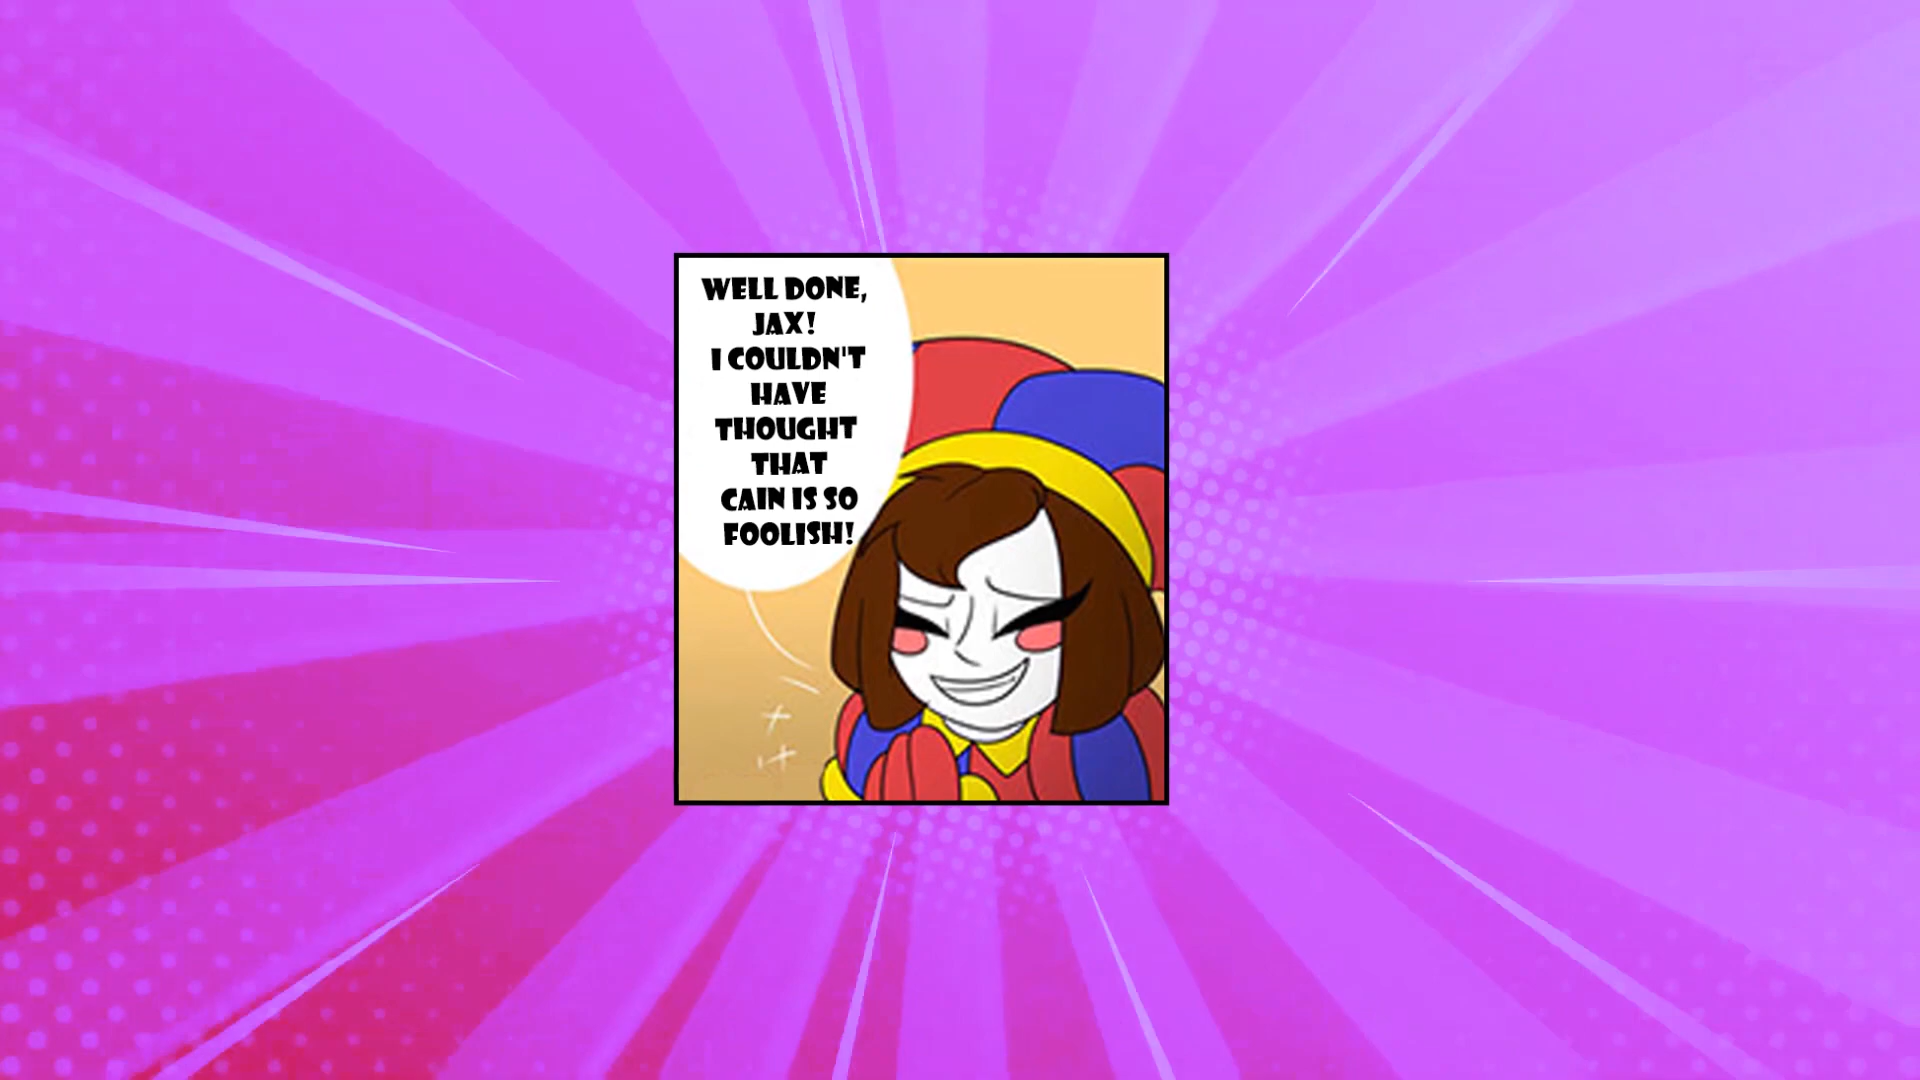 WELL DONE,
JAX!
I COULDN'T
HAVE
THOUGHT
THAT
CAIN IS SO
FOOLISH!